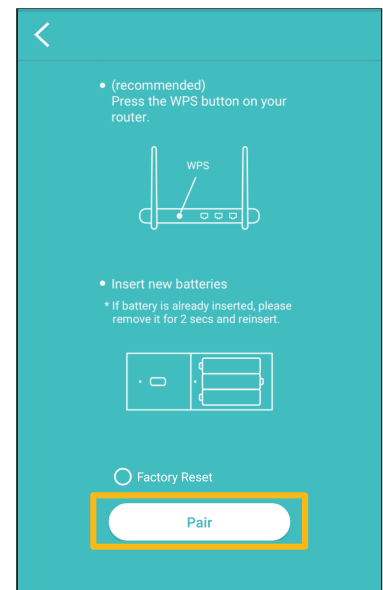 (recommended)
Press the WPS button on your
router.
WPS
Insert new batteries
* If battery is already inserted, please
remove it for 2 secs and reinsert.
Factory Reset
Pair